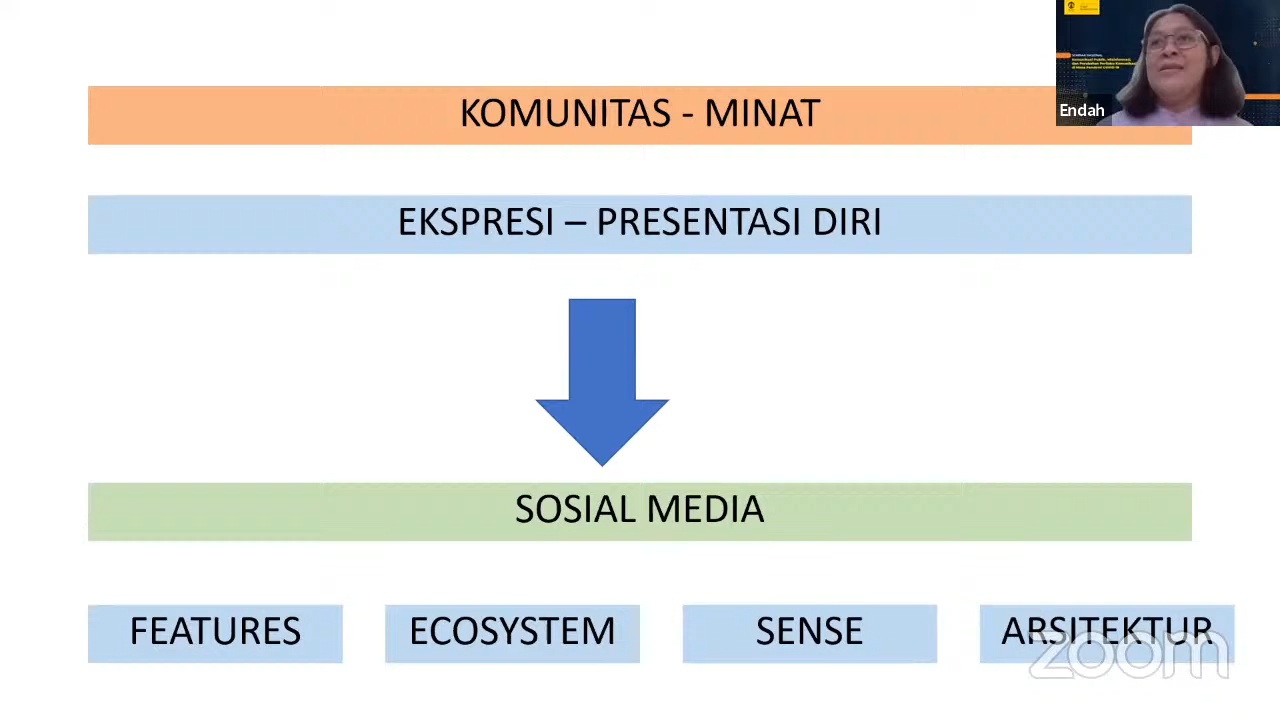 KOMUNITAS - MINAT
Endah
EKSPRESI – PRESENTASI DIRI
SOSIAL MEDIA
FEATURES
ECOSYSTEM
SENSE
ARSITEKTUR
zoom